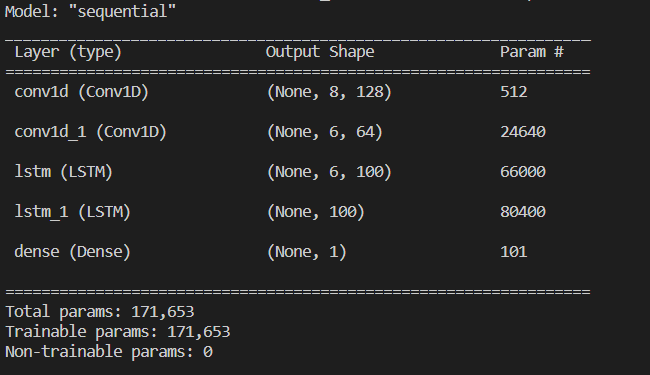 Model: "sequential"
_________________________________________________________________
Layer (type) Output Shape Param #
=================================================================
conv1d (Conv1D) (None, 8, 128) 512
conv1d_1 (Conv1D) (None, 6, 64) 24640
lstm (LSTM) (None, 6, 100) 66000
lstm_1 (LSTM) (None, 100) 80400
dense (Dense) (None, 1) 101
=================================================================
Total params: 171,653
Trainable params: 171,653
Non-trainable params: 0